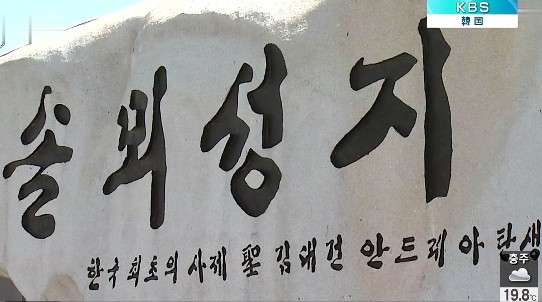 KBS
韓国
솔뫼성지
한국최초의사제 聖 김대건 안드레아 탄생
충주
19.8℃